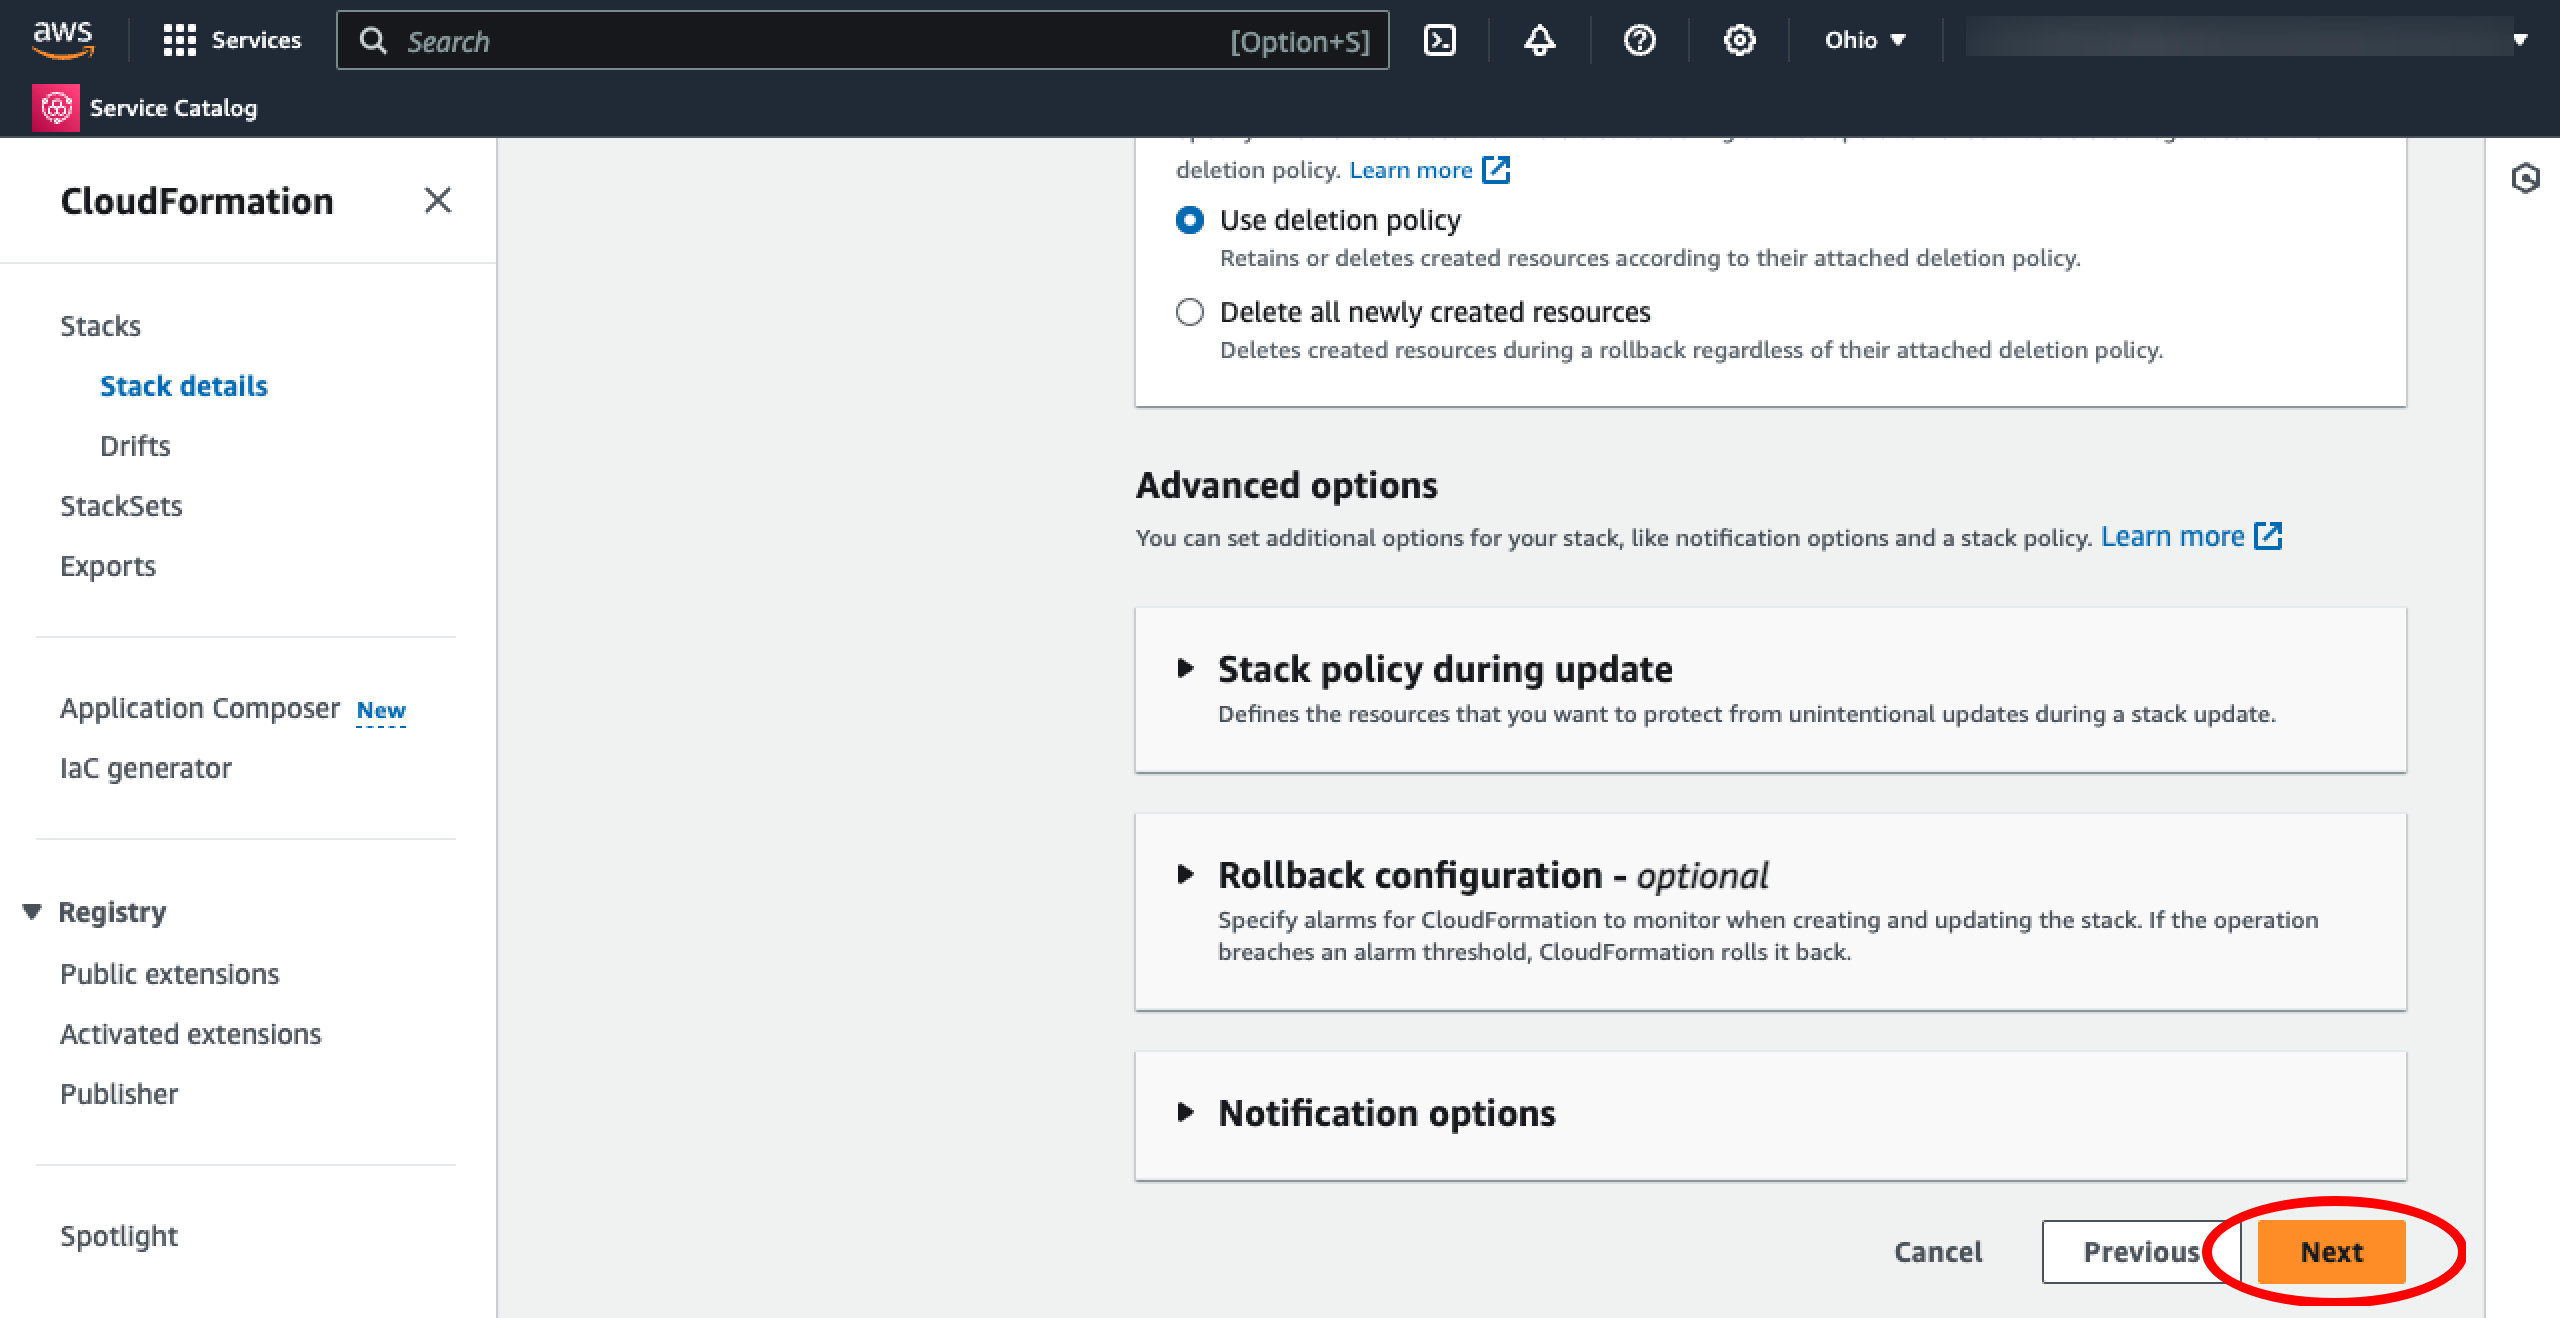 aws
Services
Search
[Option+S]
Ohio
Service Catalog
CloudFormation
Stacks
Stack details
Drifts
StackSets
Exports
Application Composer New
IaC generator
Registry
Public extensions
Activated extensions
Publisher
Spotlight
deletion policy. Learn more
Use deletion policy
Retains or deletes created resources according to their attached deletion policy.
Delete all newly created resources
Deletes created resources during a rollback regardless of their attached deletion policy.
Advanced options
You can set additional options for your stack, like notification options and a stack policy. Learn more
Stack policy during update
Defines the resources that you want to protect from unintentional updates during a stack update.
Rollback configuration - optional
Specify alarms for CloudFormation to monitor when creating and updating the stack. If the operation
breaches an alarm threshold, CloudFormation rolls it back.
Notification options
Cancel
Previous
Next